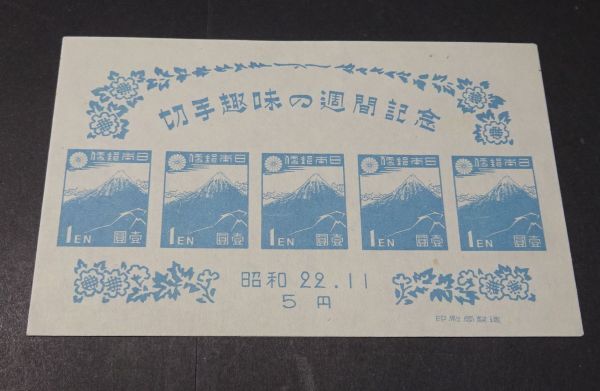 切手趣味の週間記念
日本郵便 日本郵便 日本郵便 日本郵便 日本郵便
1EN 壹圓 1EN 壹圓 1EN 壹圓 1EN 壹圓 1EN 壹圓
昭和 22.11
5 円
印刷局製造